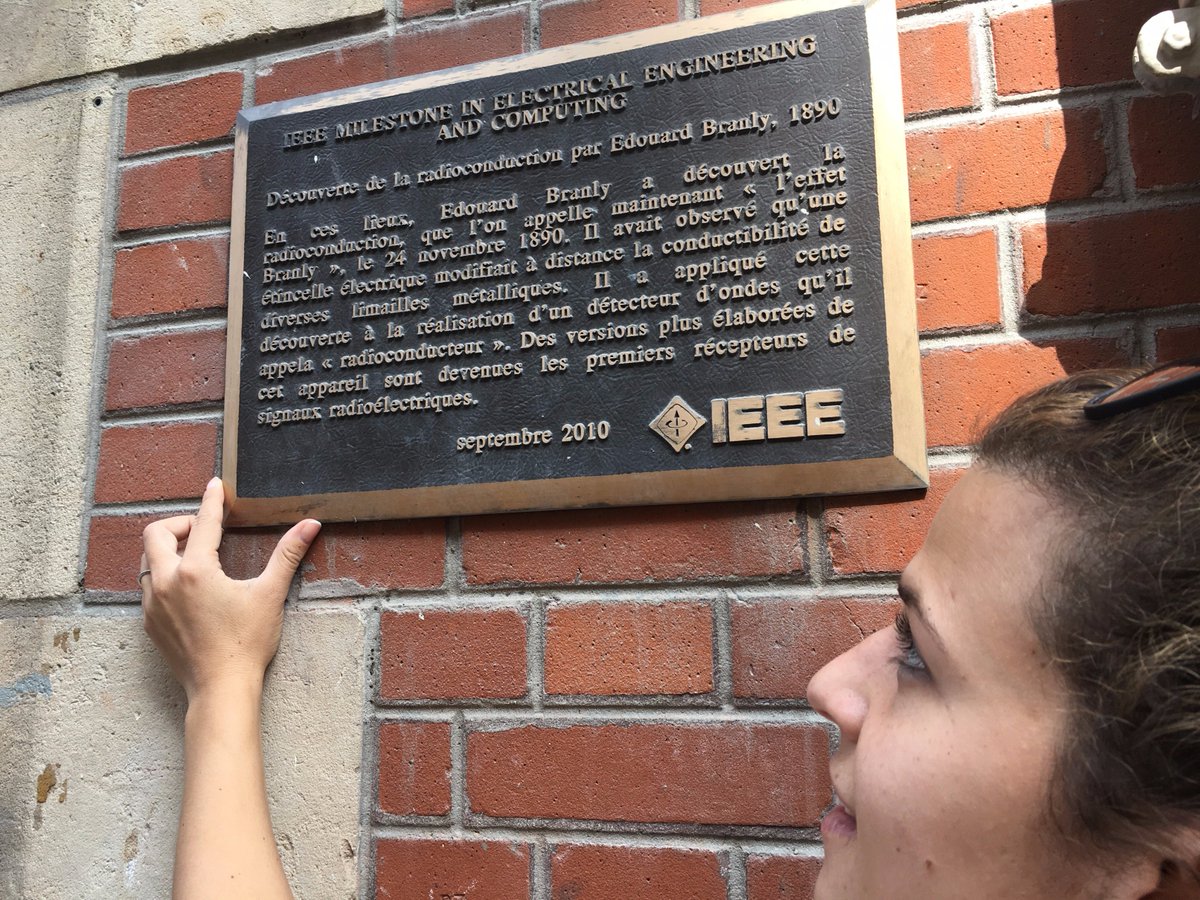 IEEE MILESTONE IN ELECTRICAL ENGINEERING
AND COMPUTING
Découverte de la radioconduction par Edouard Branly, 1890
En ces lieux, Edouard Branly a découvert la
radioconduction, que l'on appelle maintenant « l'effet
Branly », le 24 novembre 1890. Il avait observé qu'une
étincelle électrique modifiait à distance la conductibilité de
diverses limailles métalliques. Il a appliqué cette
découverte à la réalisation d'un détecteur d'ondes qu'il
appela « radioconducteur ». Des versions plus élaborées de
cet appareil sont devenues les premiers récepteurs de
signaux radioélectriques.
septembre 2010
IEEE